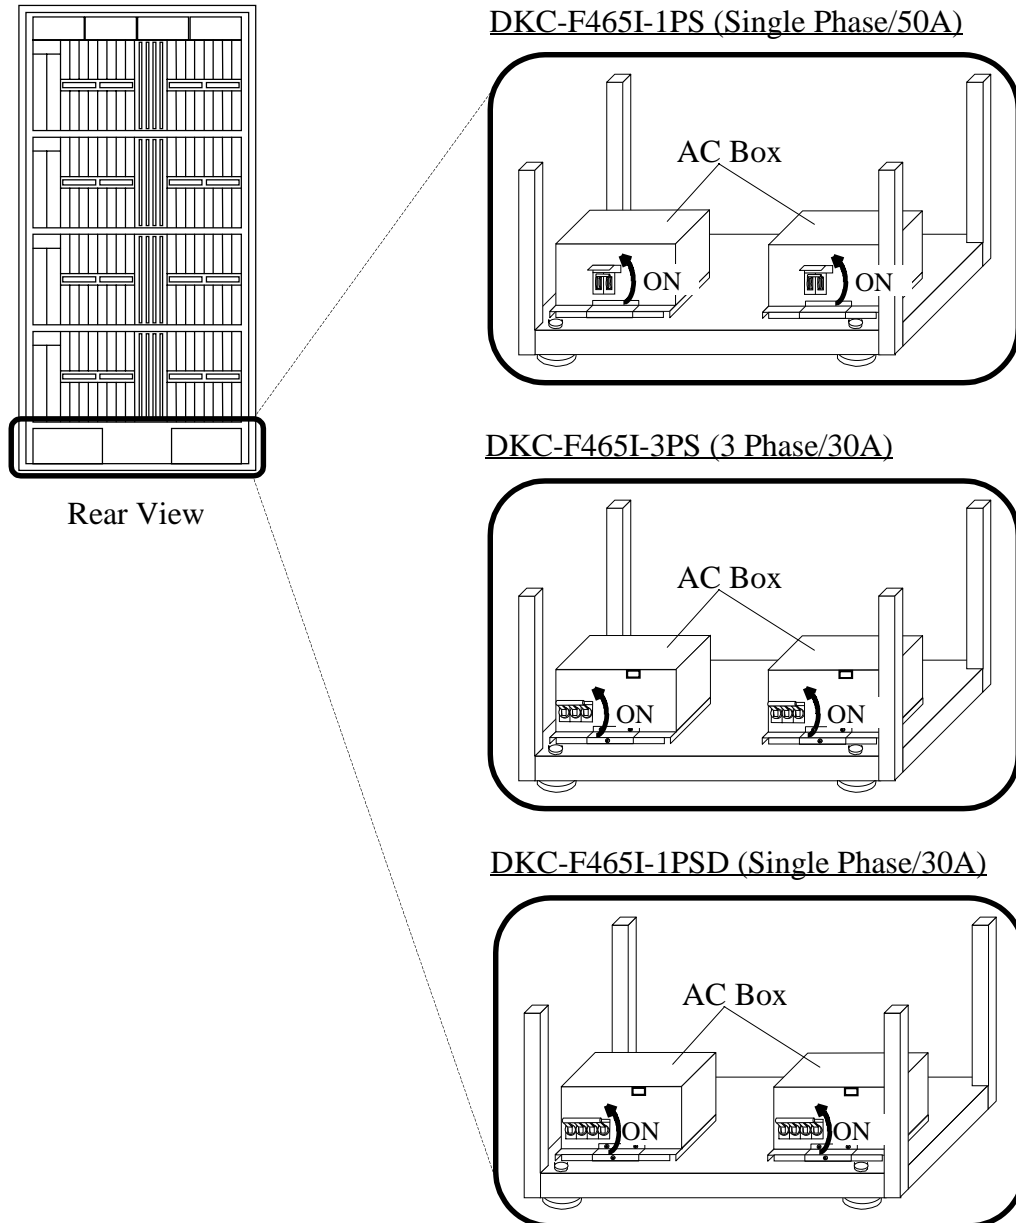 DKC-F465I-1PS (Single Phase/50A)
AC Box
ON
ON
Rear View
DKC-F465I-3PS (3 Phase/30A)
AC Box
ON
ON
DKC-F465I-1PSD (Single Phase/30A)
AC Box
ON
ON